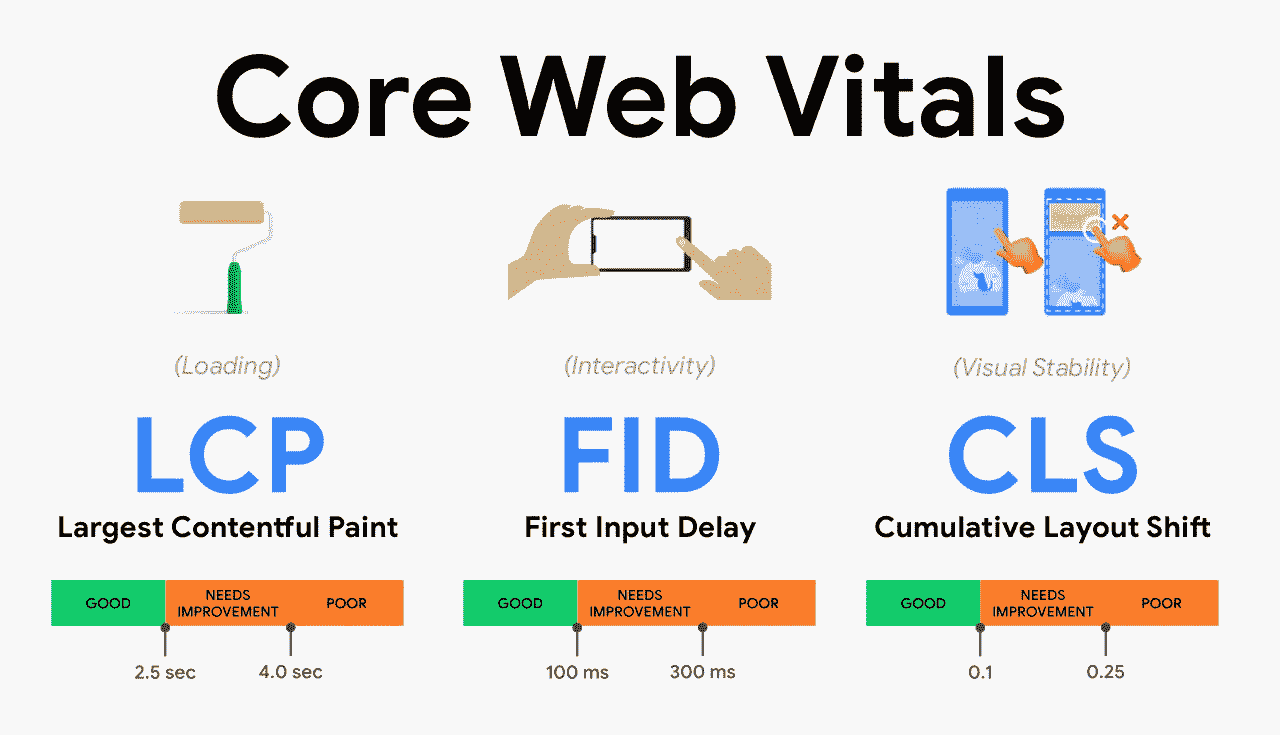 Core Web Vitals
(Loading)
LCP
Largest Contentful Paint
GOOD
NEEDS
IMPROVEMENT
POOR
2.5 sec
4.0 sec
(Interactivity)
FID
First Input Delay
GOOD
NEEDS
IMPROVEMENT
POOR
100 ms
300 ms
(Visual Stability)
CLS
Cumulative Layout Shift
GOOD
NEEDS
IMPROVEMENT
POOR
0.1
0.25